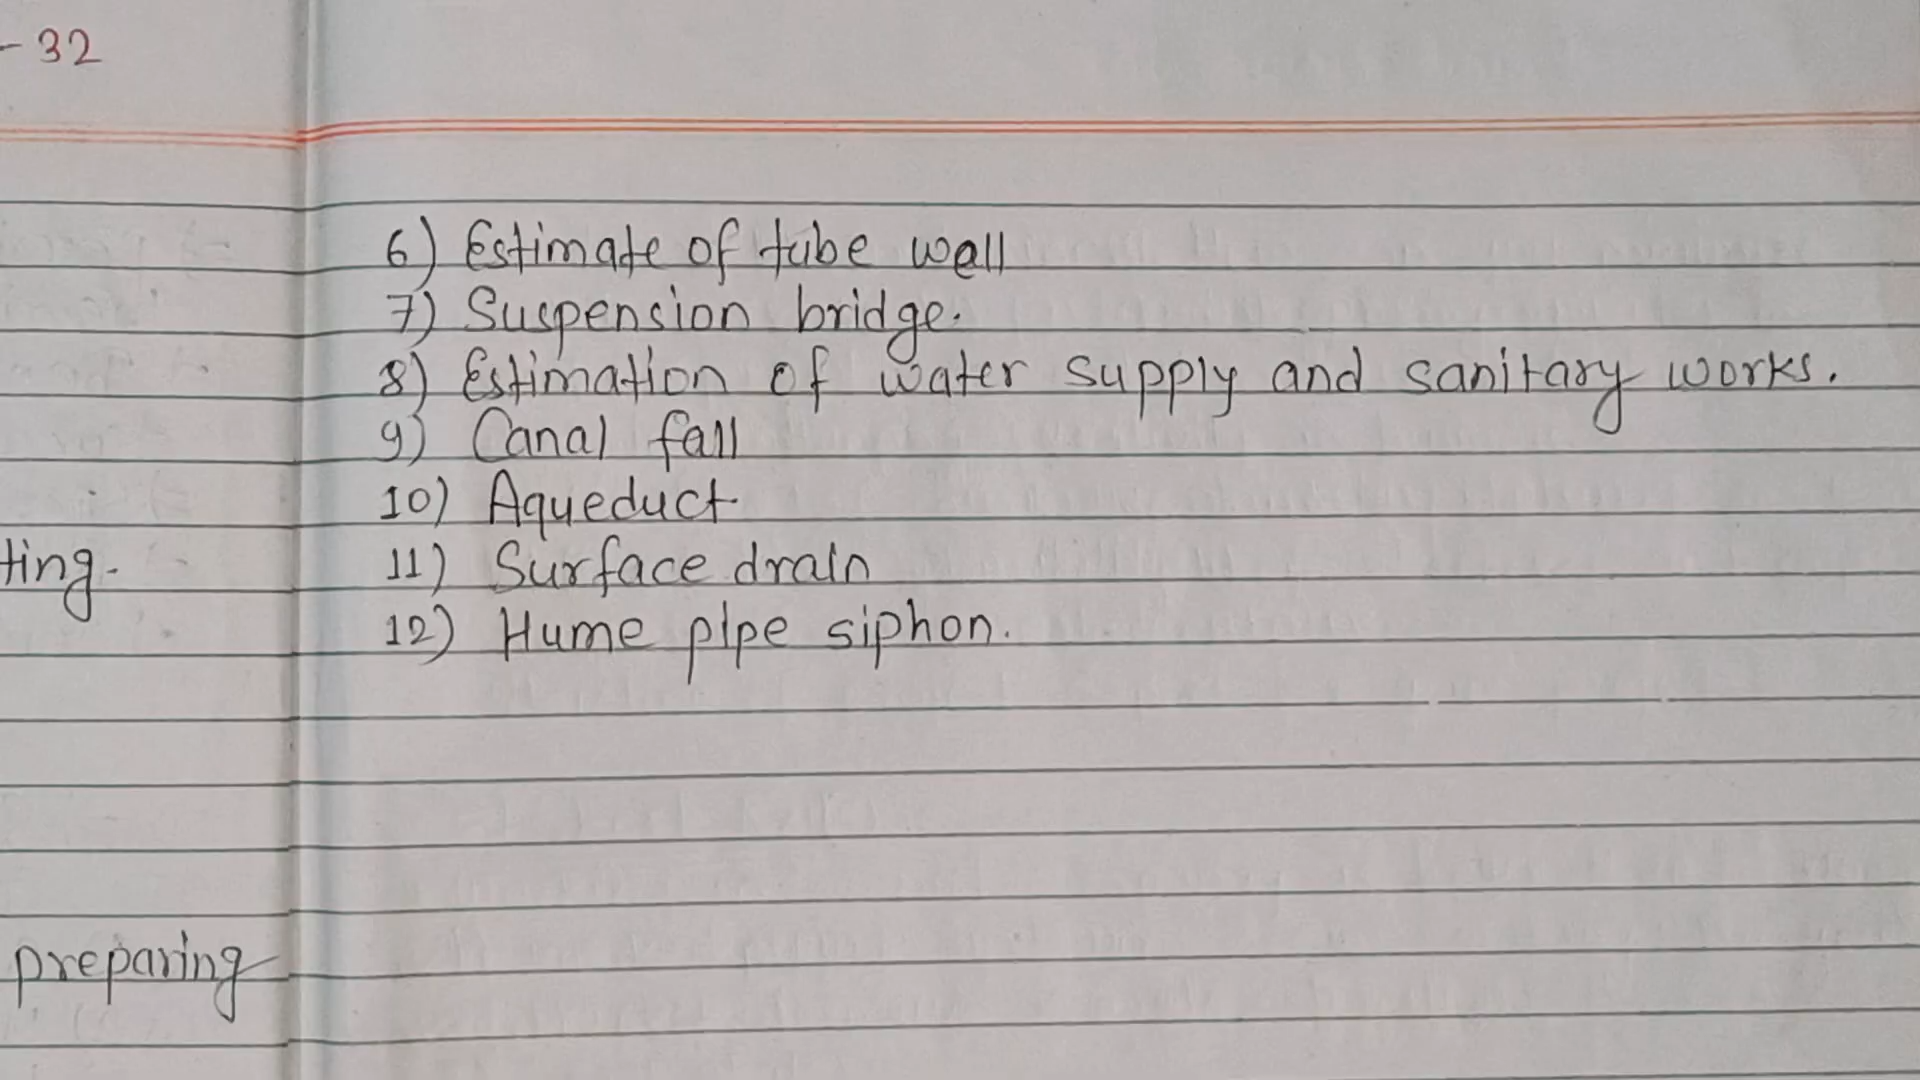 - 32
6) Estimate of tube well
7) Suspension bridge.
8) Estimation of water supply and sanitary works.
9) Canal fall
10) Aqueduct
ting.
11) Surface drain
12) Hume pipe siphon.
preparing